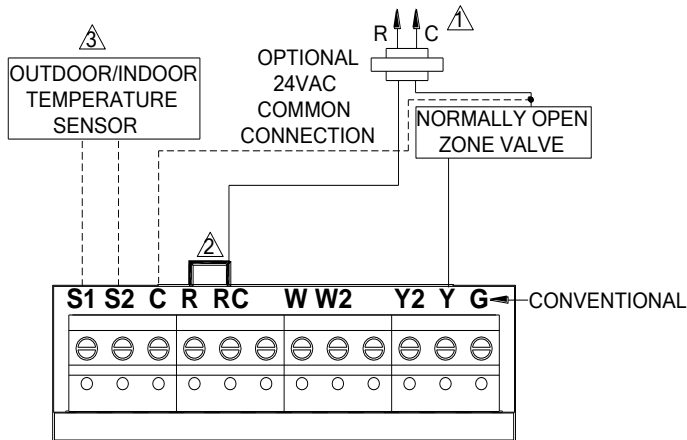 R C 1
3
OPTIONAL
24VAC
COMMON
CONNECTION
OUTDOOR/INDOOR
TEMPERATURE
SENSOR
NORMALLY OPEN
ZONE VALVE
2
S1 S2 C R RC W W2 Y2 Y G
CONVENTIONAL